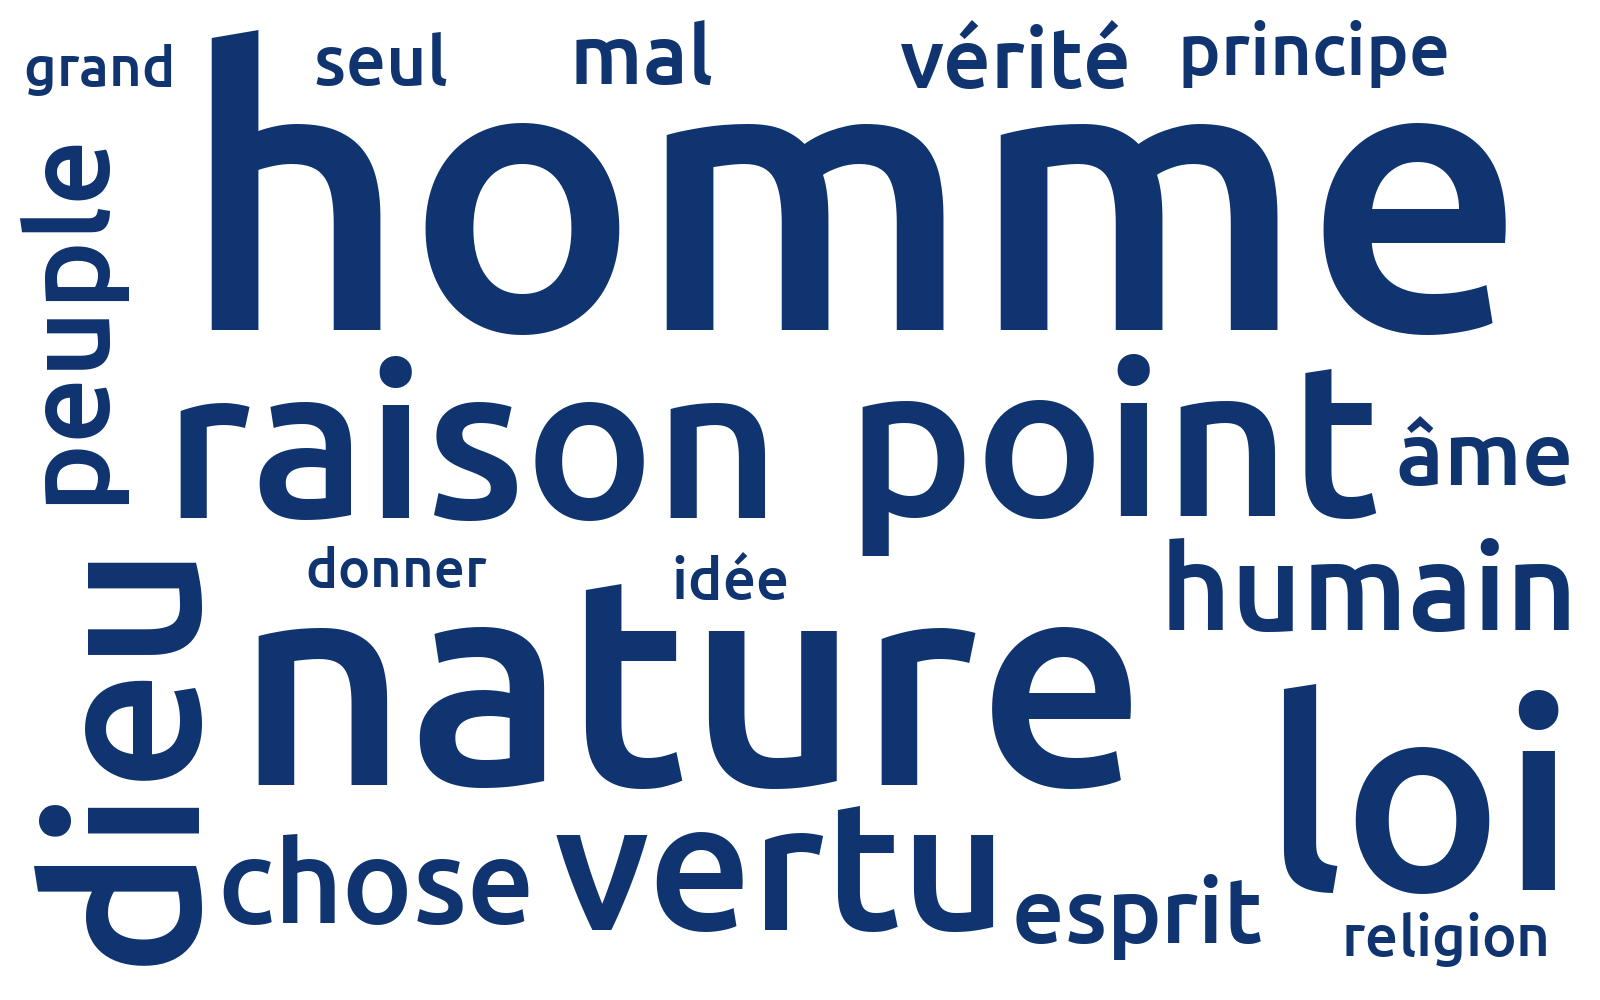 grand
seul
mal
vérité
principe
homme
peuple
raison
point
âme
donner
idée
humain
dieu
nature
loi
chose
vertu
esprit
religion